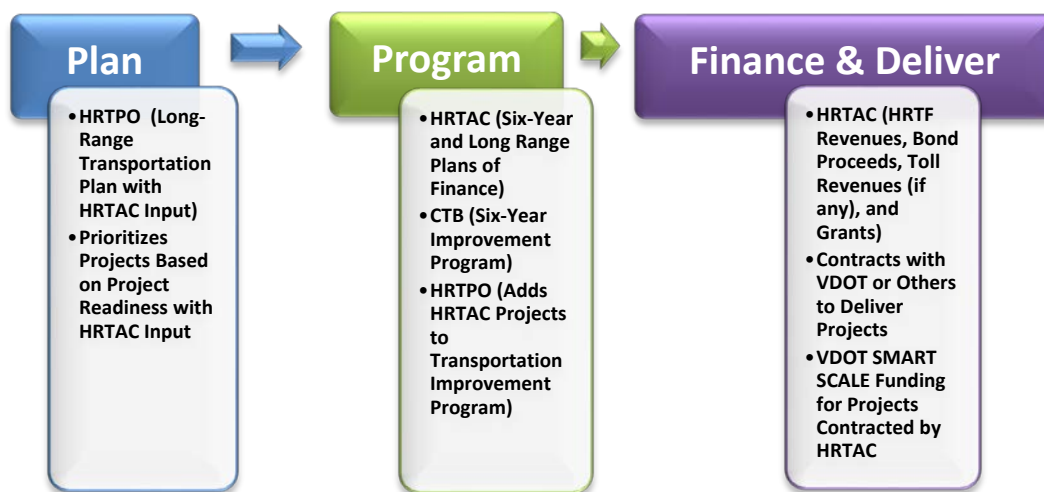 Plan
•HRTPO (Long-
Range
Transportation
Plan with
HRTAC Input)
•Prioritizes
Projects Based
on Project
Readiness with
HRTAC Input
Program
•HRTAC (Six-Year
and Long Range
Plans of
Finance)
•CTB (Six-Year
Improvement
Program)
•HRTPO (Adds
HRTAC Projects
to
Transportation
Improvement
Program)
Finance & Deliver
•HRTAC (HRTF
Revenues, Bond
Proceeds, Toll
Revenues (if
any), and
Grants)
•Contracts with
VDOT or Others
to Deliver
Projects
•VDOT SMART
SCALE Funding
for Projects
Contracted by
HRTAC